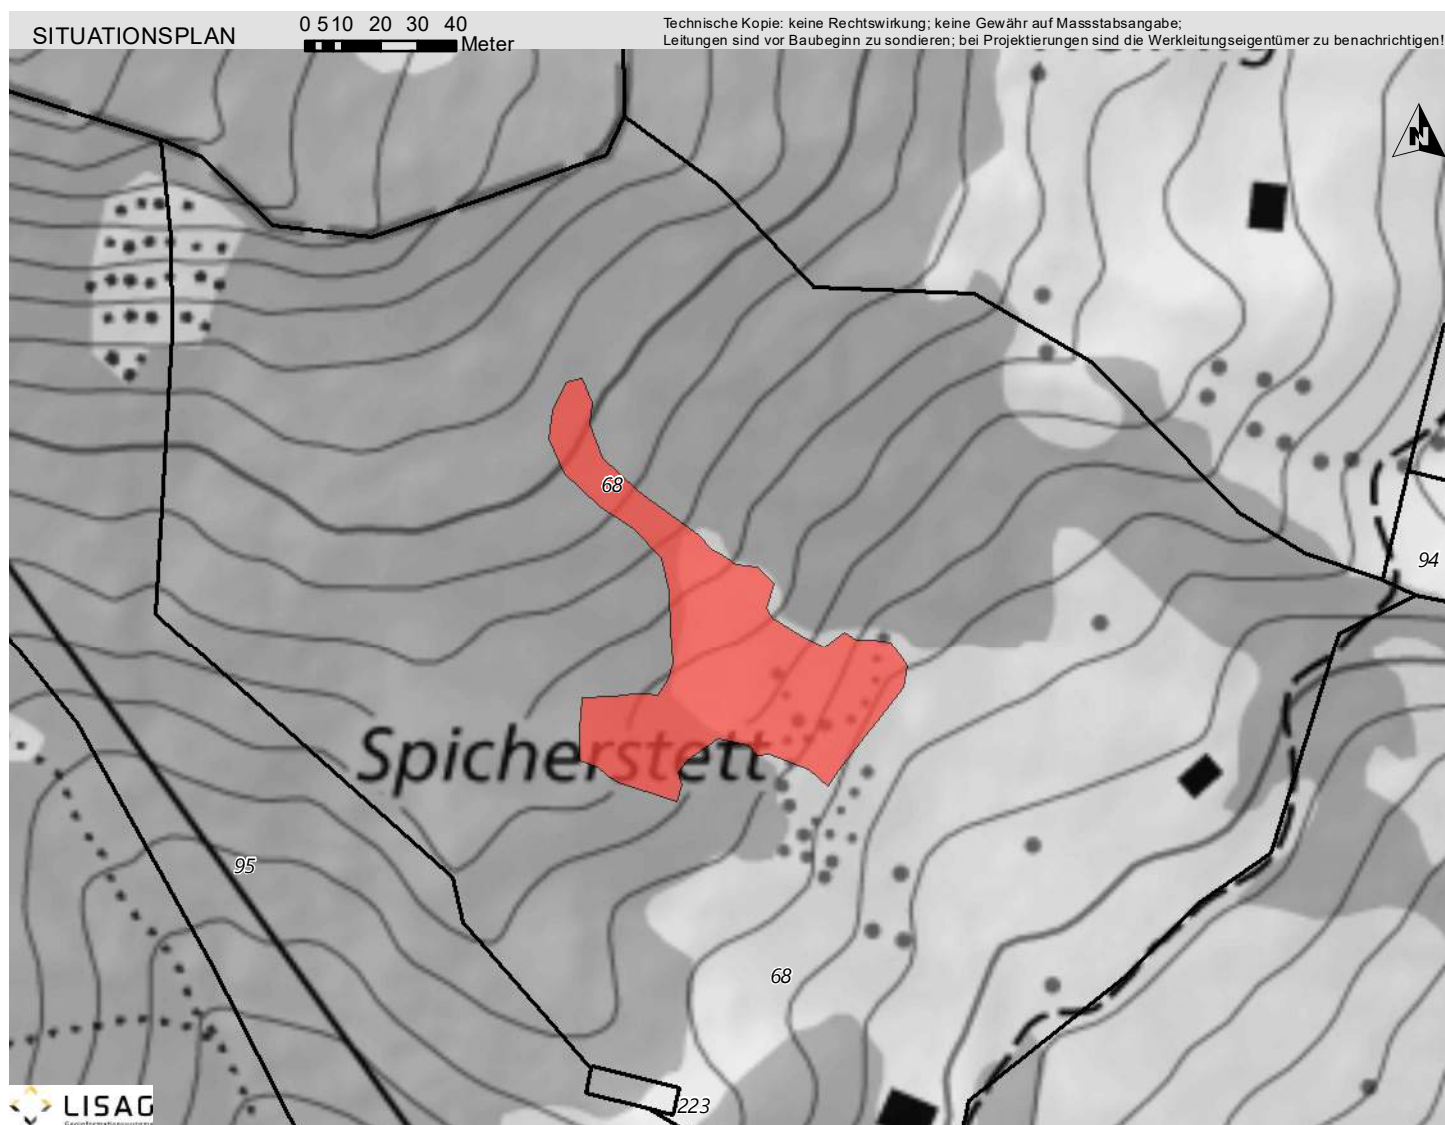 SITUATIONSPLAN
0 5 10 20 30 40
Meter
Technische Kopie: keine Rechtswirkung; keine Gewähr auf Massstabsangabe;
Leitungen sind vor Baubeginn zu sondieren; bei Projektierungen sind die Werkleitungseigentümer zu benachrichtigen!
N
68
94
Spicherstett
95
68
223
LISAG